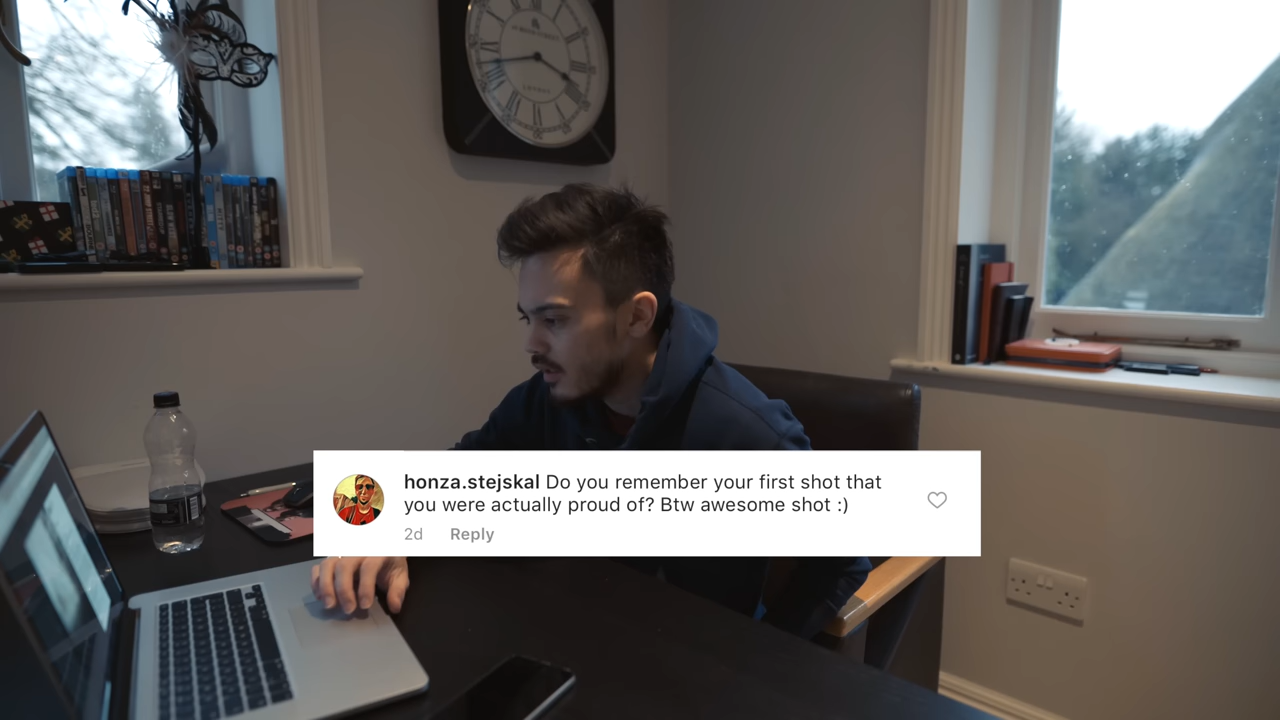 honza.stejskal Do you remember your first shot that
you were actually proud of? Btw awesome shot :)
2d Reply